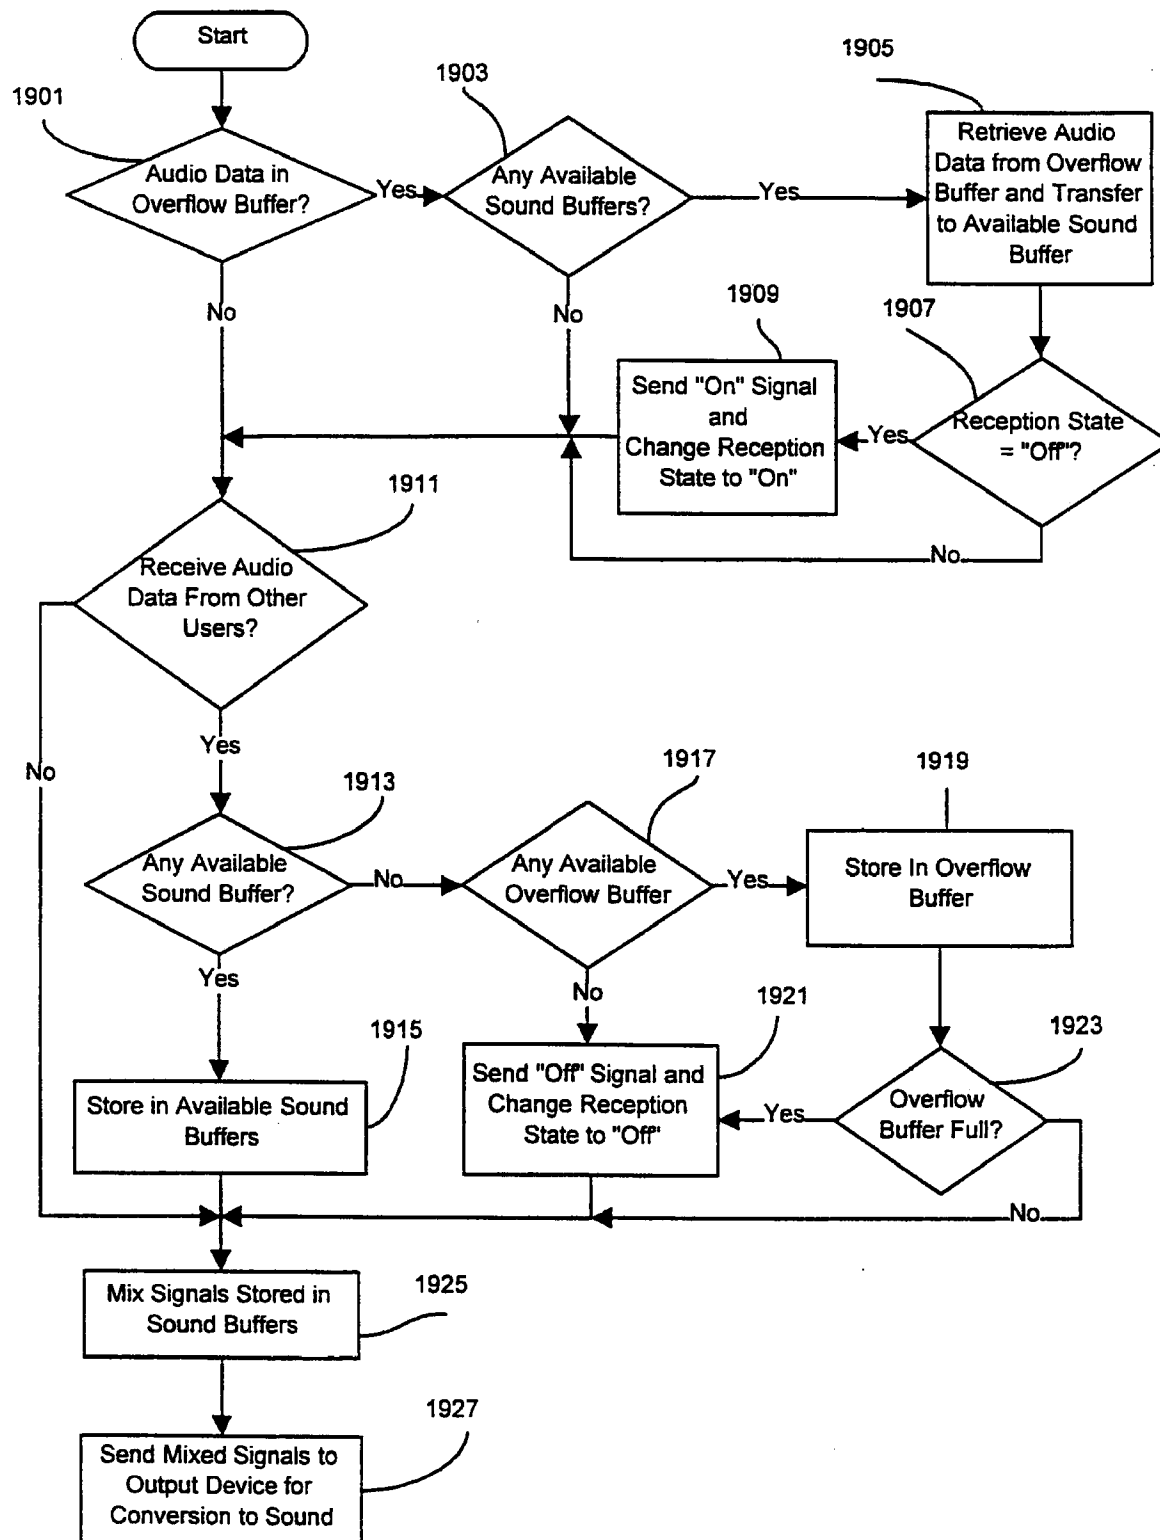 Start
1901
1903
1905
Audio Data in
Overflow Buffer?
Yes
Any Available
Sound Buffers?
Yes
Retrieve Audio
Data from Overflow
Buffer and Transfer
to Available Sound
Buffer
No
No
1909
1907
Send "On" Signal
and
Change Reception
State to "On"
Yes
Reception State
= "Off"?
No
1911
Receive Audio
Data From Other
Users?
No
Yes
1913
1917
1919
Any Available
Sound Buffer?
No
Any Available
Overflow Buffer
Yes
Store In Overflow
Buffer
Yes
No
1915
1921
1923
Store in Available Sound
Buffers
Send "Off" Signal and
Change Reception
State to "Off"
Yes
Overflow
Buffer Full?
No
Mix Signals Stored in
Sound Buffers
1925
1927
Send Mixed Signals to
Output Device for
Conversion to Sound